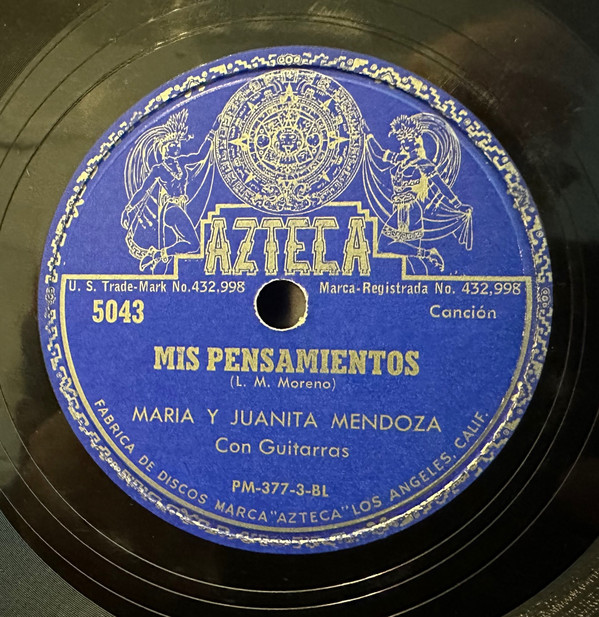 AZTECA
U. S. Trade-Mark No. 432,998 Marca-Registrada No. 432,998
5043 Canción
MIS PENSAMIENTOS
(L. M. Moreno)
MARIA Y JUANITA MENDOZA
Con Guitarras
PM-377-3-BL
FABRICA DE DISCOS MARCA "AZTECA" LOS ANGELES, CALIF.